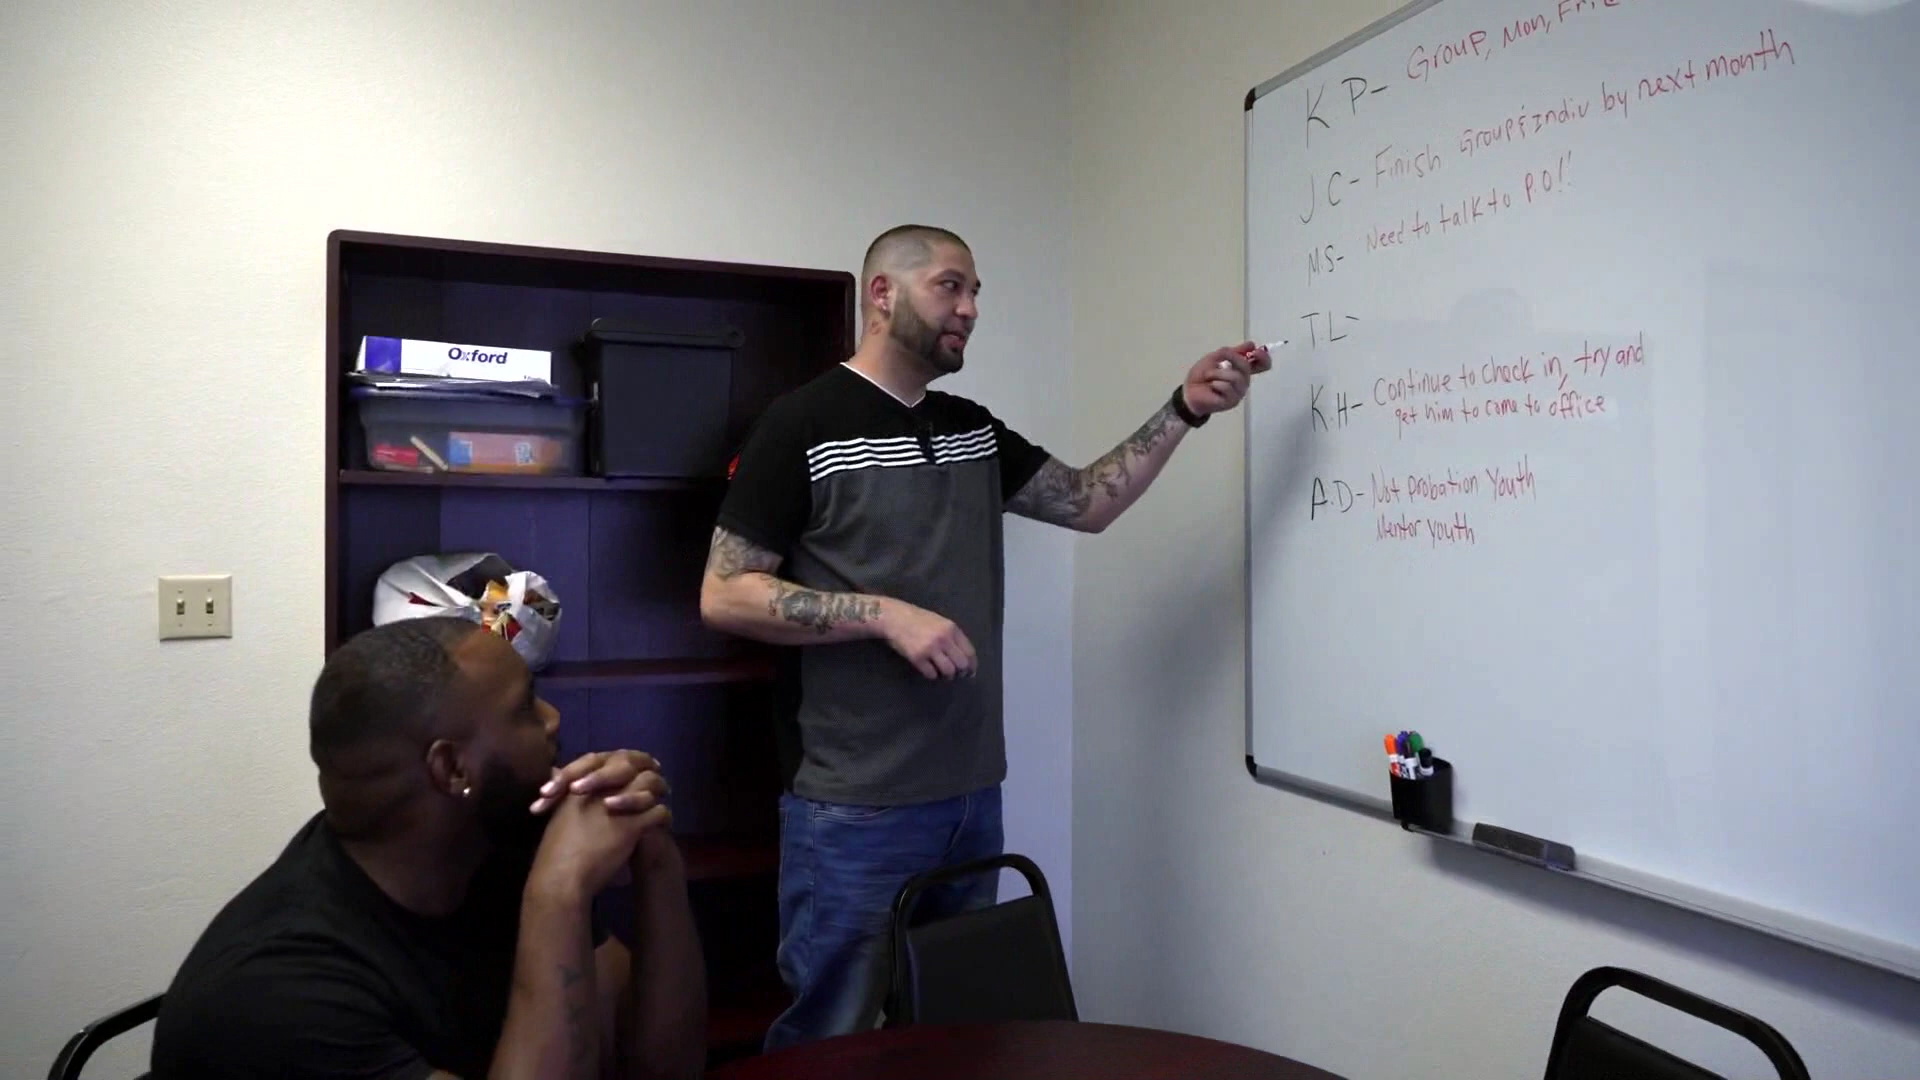 K P- Group, Mon, Fri @
J C- Finish Group & Indiv by next month
M.S- Need to talk to P.O!!
T.L-
K.H- Continue to check in, try and
get him to come to office
A.D- Not Probation Youth
Mentor youth
Oxford